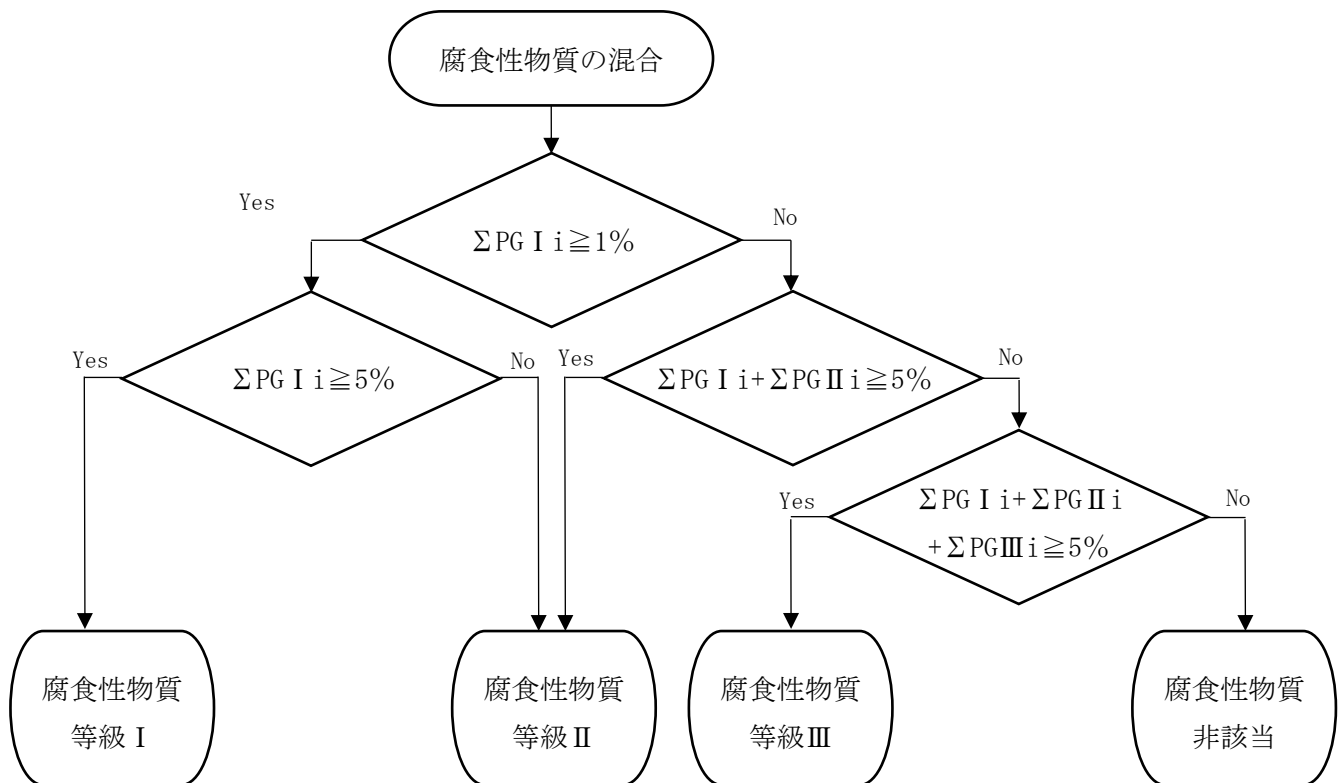 腐食性物質の混合
Yes
No
ΣPGⅠi≧1%
Yes
No
Yes
No
ΣPGⅠi≧5%
ΣPGⅠi+ΣPGⅡi≧5%
Yes
No
ΣPGⅠi+ΣPGⅡi
+ΣPGⅢi≧5%
腐食性物質
等級Ⅰ
腐食性物質
等級Ⅱ
腐食性物質
等級Ⅲ
腐食性物質
非該当